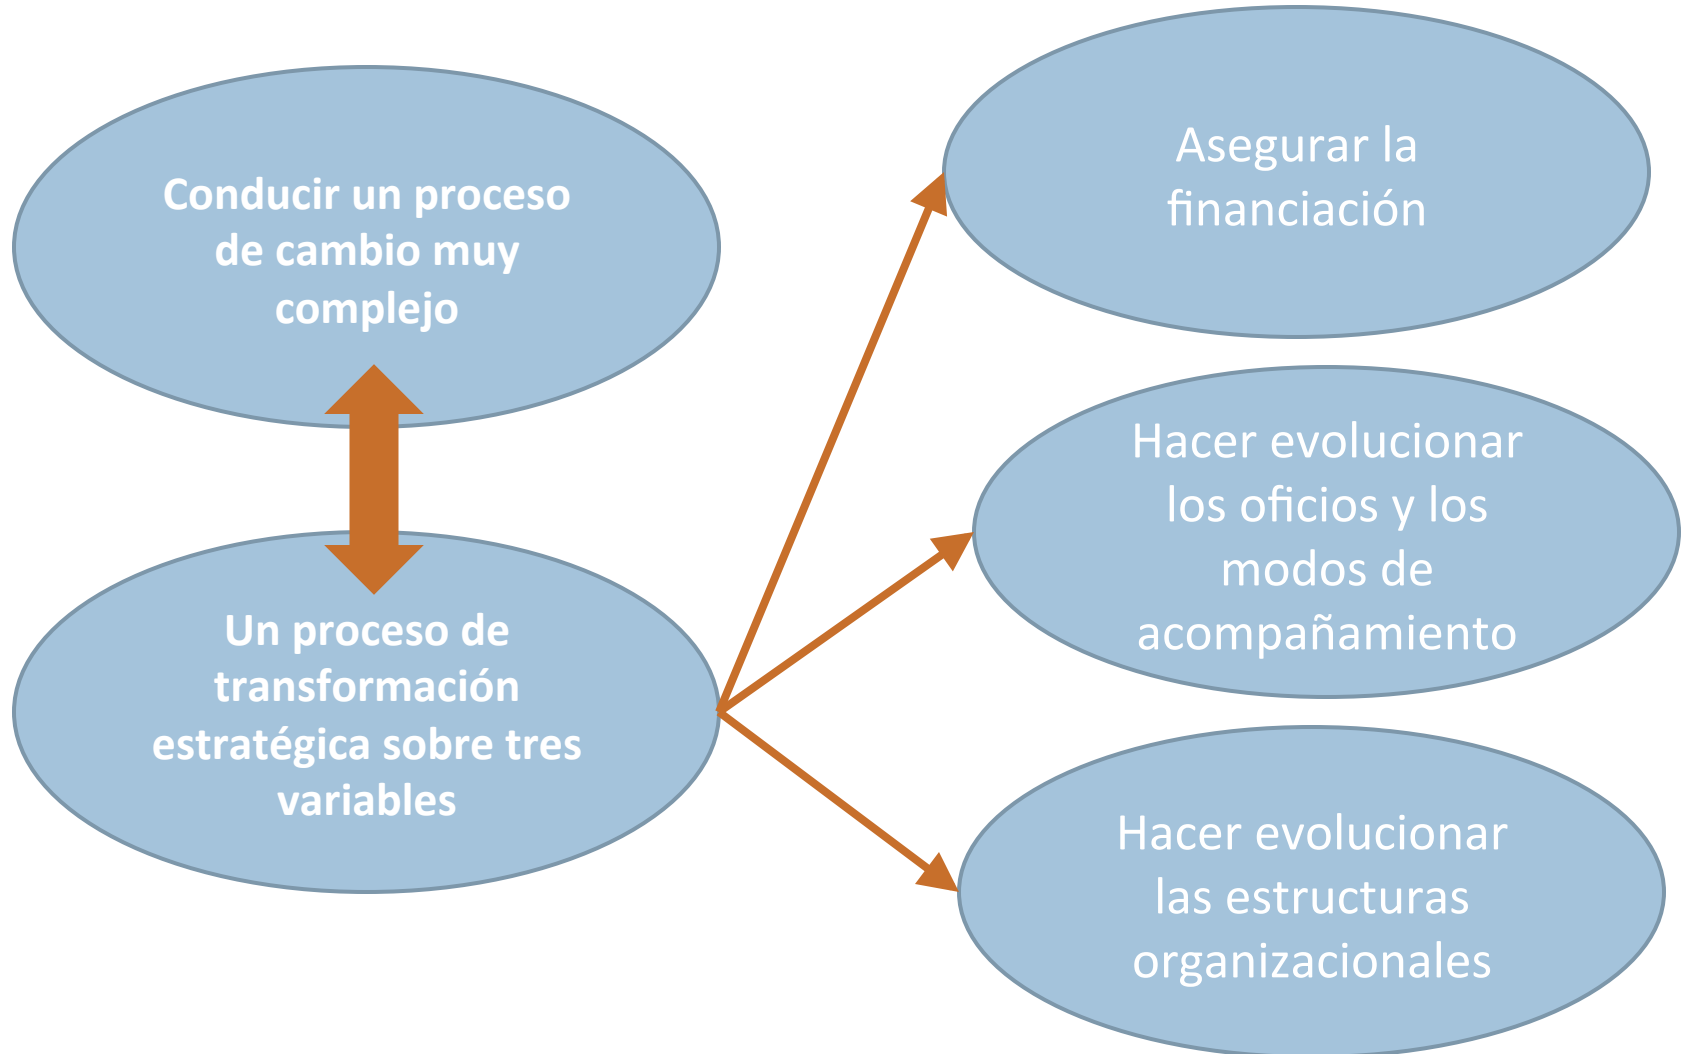 Conducir un proceso
de cambio muy
complejo
Un proceso de
transformación
estratégica sobre tres
variables
Asegurar la
financiación
Hacer evolucionar
los oficios y los
modos de
acompañamiento
Hacer evolucionar
las estructuras
organizacionales